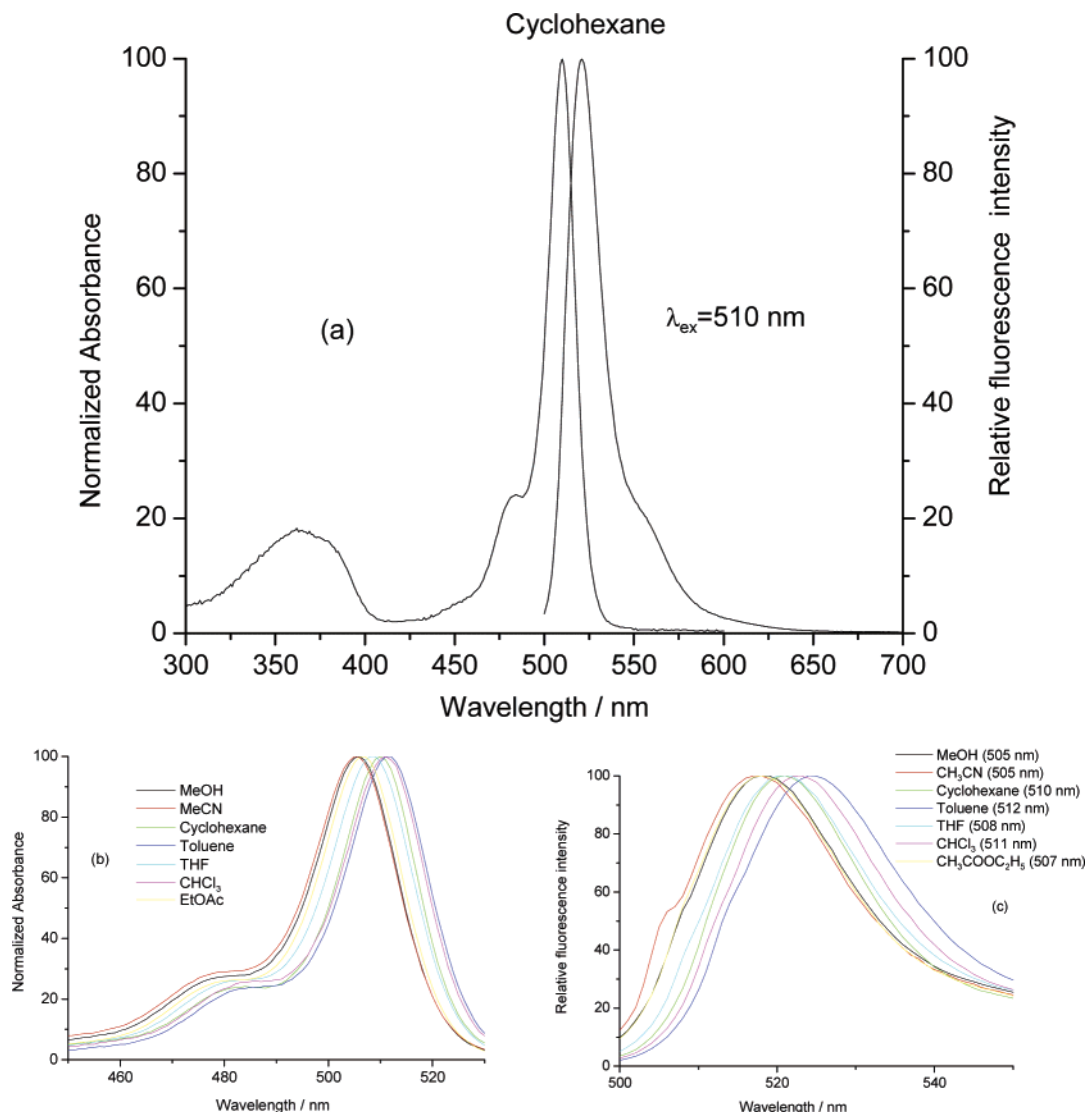 Cyclohexane
100 100
80 80
60 60
40 40
20 20
0 0
Normalized Absorbance
Relative fluorescence intensity
(a)
λex=510 nm
300 350 400 450 500 550 600 650 700
Wavelength / nm
100
80
60
40
20
0
Normalized Absorbance
MeOH
MeCN
Cyclohexane
Toluene
THF
CHCl₃
EtOAc
(b)
460 480 500 520
Wavelength / nm
MeOH (505 nm)
CH₃CN (505 nm)
Cyclohexane (510 nm)
Toluene (512 nm)
THF (508 nm)
CHCl₃ (511 nm)
CH₃COOC₂H₅ (507 nm)
100
80
60
40
20
0
Relative fluorescence intensity
(c)
500 520 540
Wavelength / nm